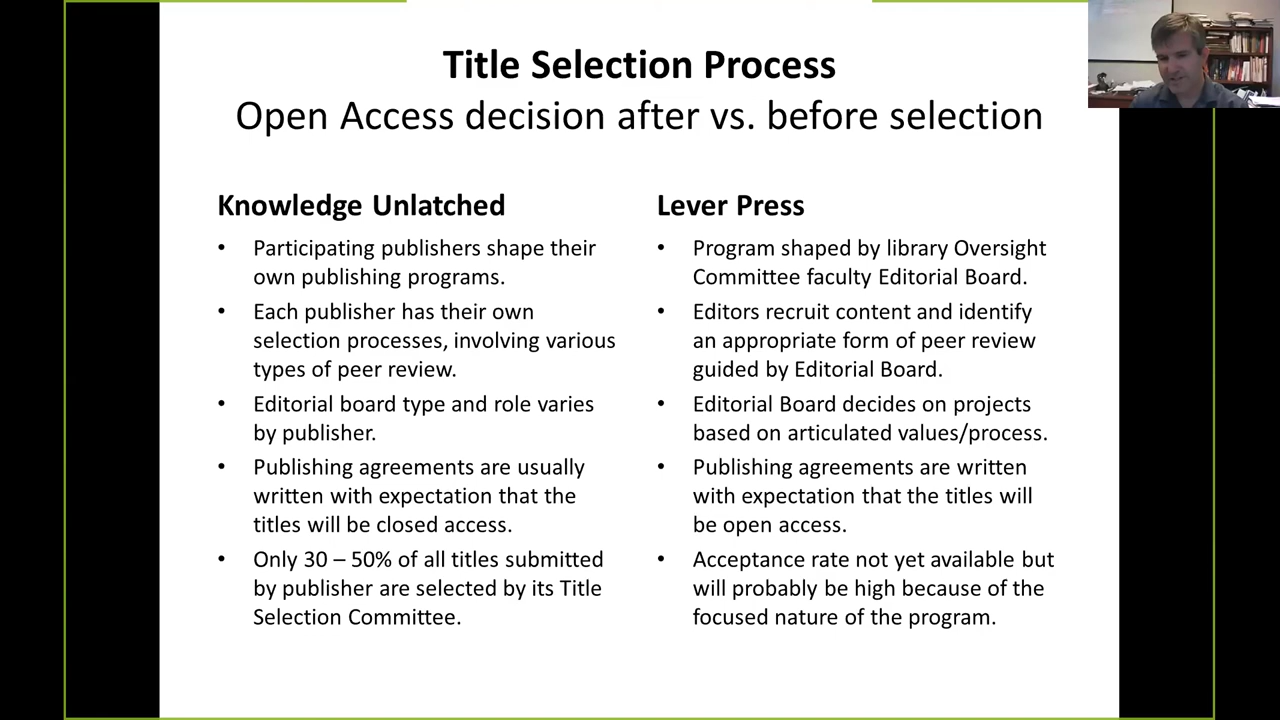 Title Selection Process
Open Access decision after vs. before selection
Knowledge Unlatched
• Participating publishers shape their
own publishing programs.
• Each publisher has their own
selection processes, involving various
types of peer review.
• Editorial board type and role varies
by publisher.
• Publishing agreements are usually
written with expectation that the
titles will be closed access.
• Only 30 – 50% of all titles submitted
by publisher are selected by its Title
Selection Committee.
Lever Press
• Program shaped by library Oversight
Committee faculty Editorial Board.
• Editors recruit content and identify
an appropriate form of peer review
guided by Editorial Board.
• Editorial Board decides on projects
based on articulated values/process.
• Publishing agreements are written
with expectation that the titles will
be open access.
• Acceptance rate not yet available but
will probably be high because of the
focused nature of the program.